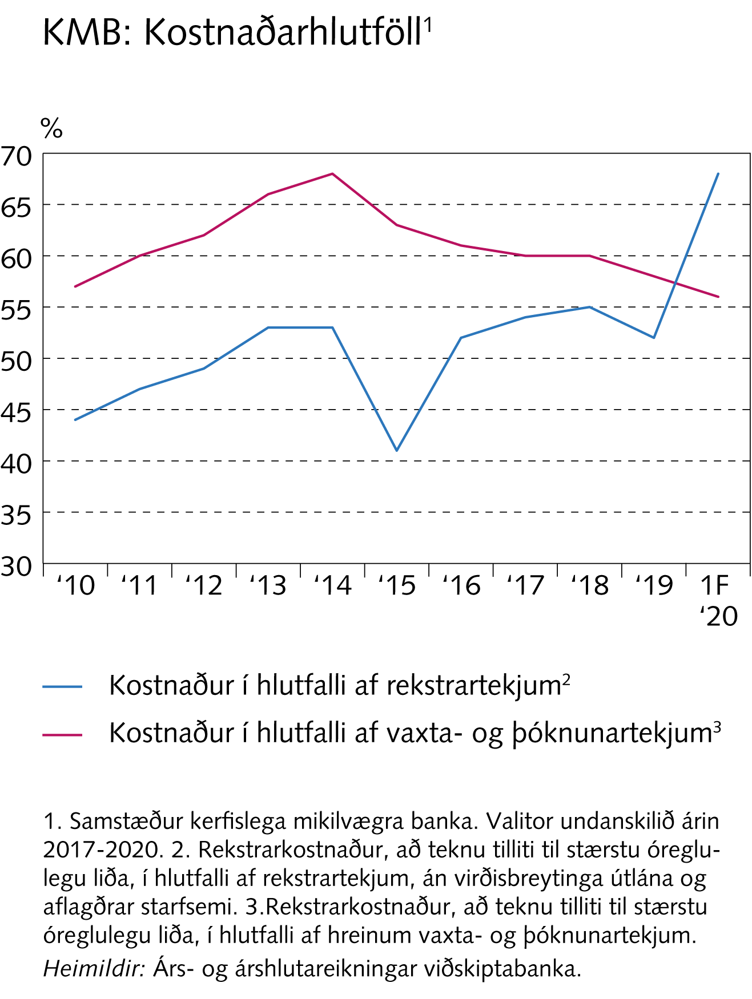 KMB: Kostnaðarhlutföll¹
%
70
65
60
55
50
45
40
35
30
‘10 ‘11 ‘12 ‘13 ‘14 ‘15 ‘16 ‘17 ‘18 ‘19 1F
‘20
Kostnaður í hlutfalli af rekstrartekjum²
Kostnaður í hlutfalli af vaxta- og þóknunartekjum³
1. Samstæður kerfislega mikilvægra banka. Valitor undanskilið árin
2017-2020. 2. Rekstrarkostnaður, að teknu tilliti til stærstu óreglu-
legu liða, í hlutfalli af rekstrartekjum, án virðisbreytinga útlána og
aflagðrar starfsemi. 3.Rekstrarkostnaður, að teknu tilliti til stærstu
óreglulegu liða, í hlutfalli af hreinum vaxta- og þóknunartekjum.
Heimildir: Árs- og árshlutareikningar viðskiptabanka.